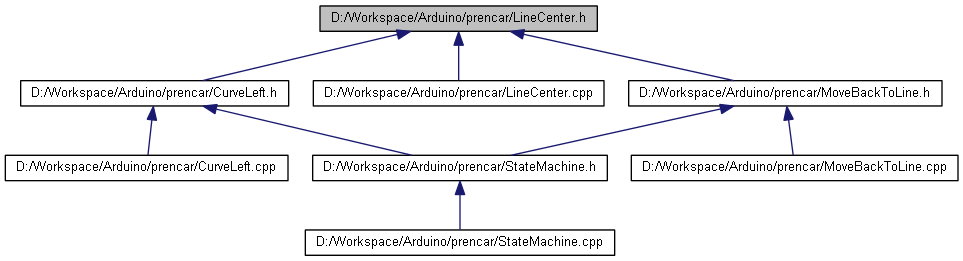 D:/Workspace/Arduino/prencar/LineCenter.h
D:/Workspace/Arduino/prencar/CurveLeft.h
D:/Workspace/Arduino/prencar/LineCenter.cpp
D:/Workspace/Arduino/prencar/MoveBackToLine.h
D:/Workspace/Arduino/prencar/CurveLeft.cpp
D:/Workspace/Arduino/prencar/StateMachine.h
D:/Workspace/Arduino/prencar/MoveBackToLine.cpp
D:/Workspace/Arduino/prencar/StateMachine.cpp